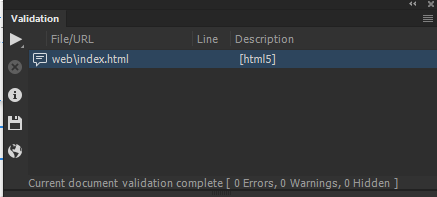 Validation
File/URL Line Description
web\index.html [html5]
Current document validation complete [ 0 Errors, 0 Warnings, 0 Hidden ]